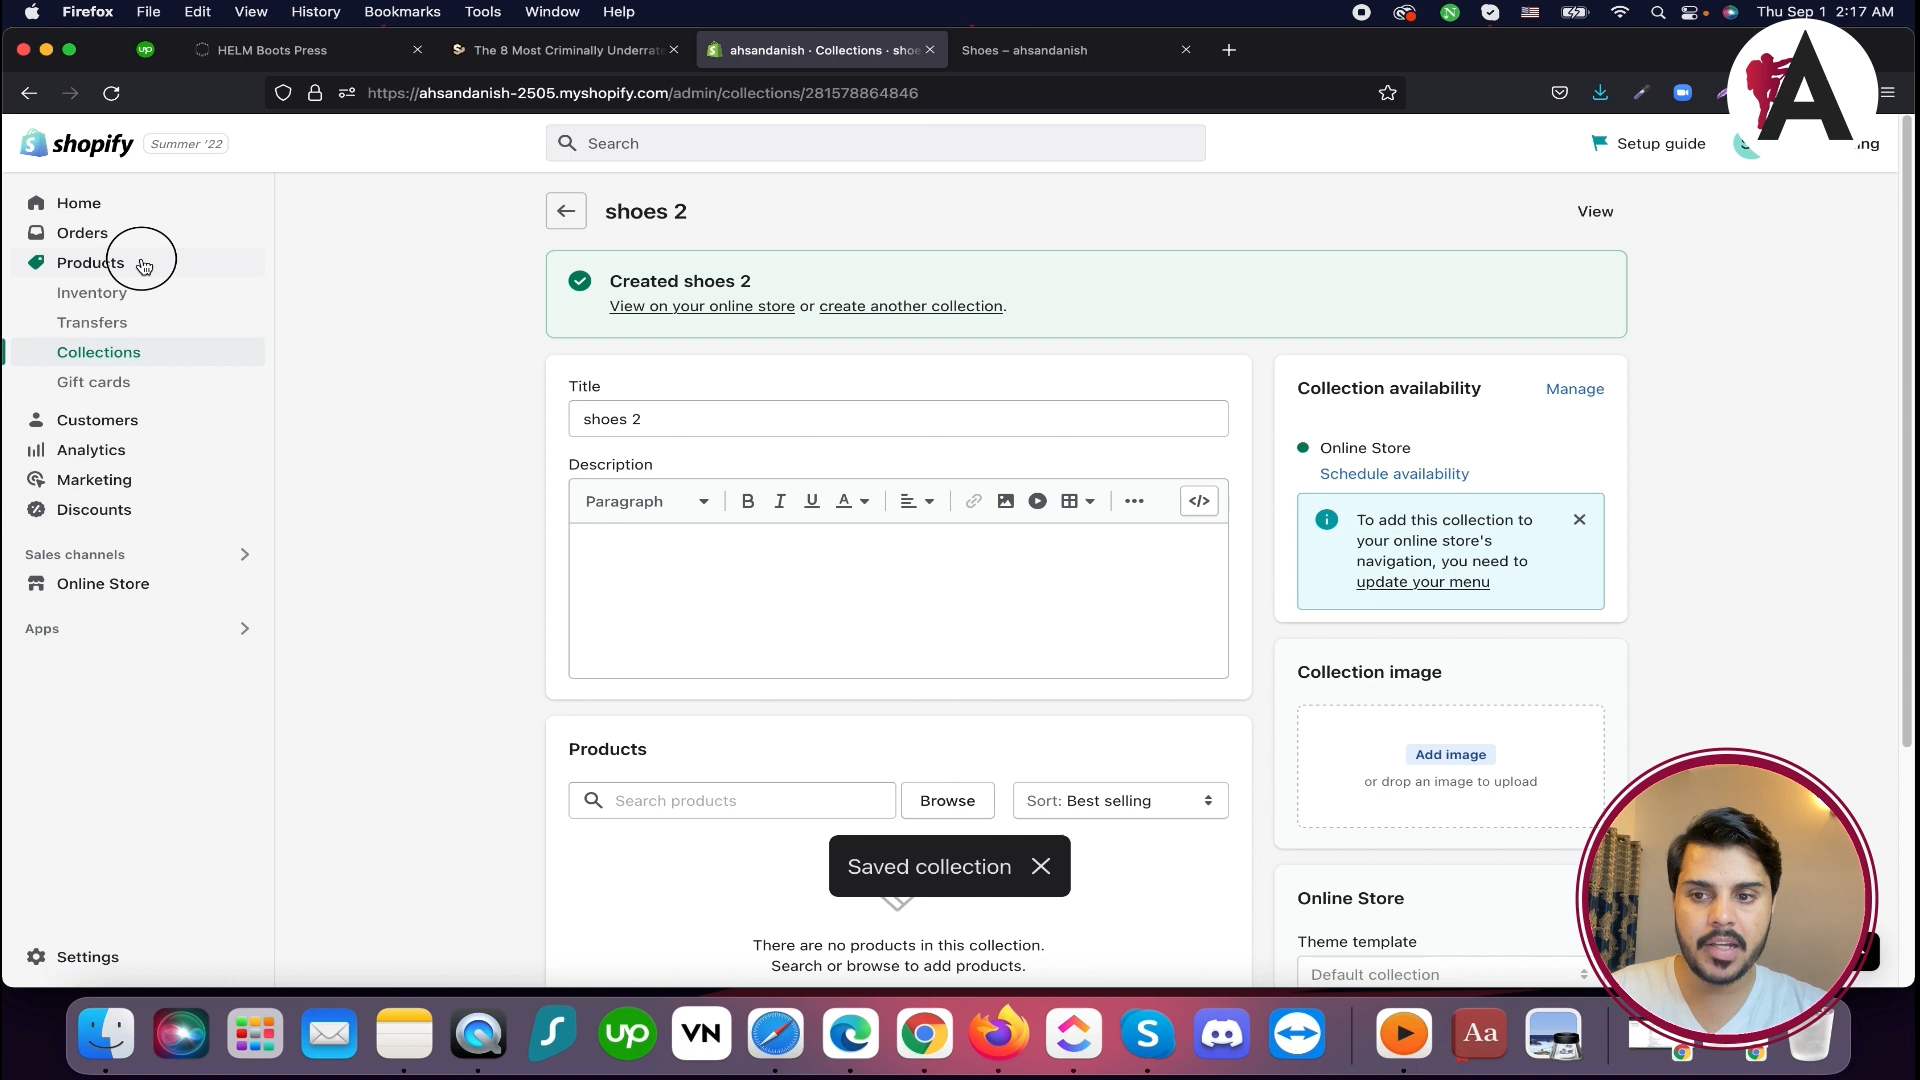 Firefox File Edit View History Bookmarks Tools Window Help Thu Sep 1 2:17 AM
up HELM Boots Press The 8 Most Criminally Underrat ahsandanish · Collections · shoe Shoes – ahsandanish
https://ahsandanish-2505.myshopify.com/admin/collections/281578864846
A
shopify Summer '22 Search Setup guide
Home
Orders
Products
Inventory
Transfers
Collections
Gift cards
Customers
Analytics
Marketing
Discounts
Sales channels
Online Store
Apps
Settings
shoes 2 View
Created shoes 2
View on your online store or create another collection.
Title
shoes 2
Description
Paragraph B I U A </>
Products
Search products Browse Sort: Best selling
Saved collection
There are no products in this collection.
Search or browse to add products.
Collection availability Manage
Online Store
Schedule availability
To add this collection to
your online store's
navigation, you need to
update your menu
Collection image
Add image
or drop an image to upload
Online Store
Theme template
Default collection
up VN S Aa